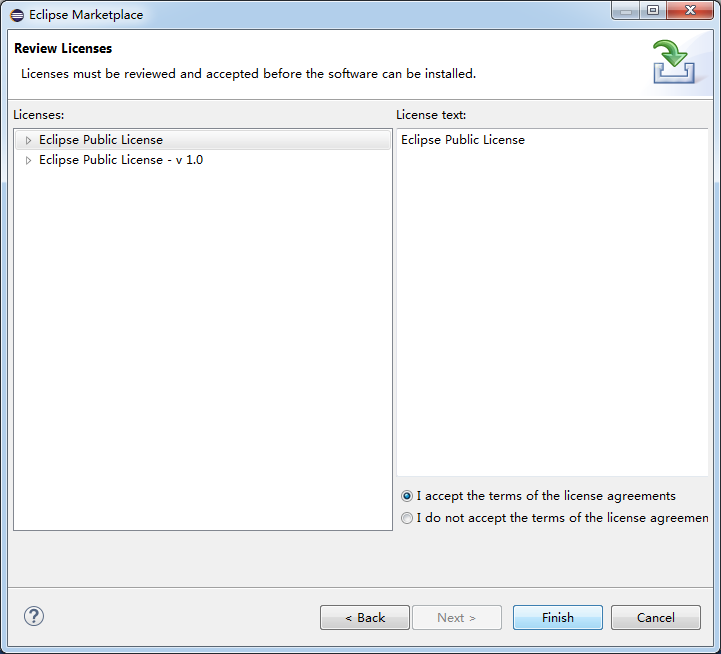 Eclipse Marketplace
Review Licenses
Licenses must be reviewed and accepted before the software can be installed.
Licenses:
Eclipse Public License
Eclipse Public License - v 1.0
License text:
Eclipse Public License
I accept the terms of the license agreements
I do not accept the terms of the license agreemen
?
< Back
Next >
Finish
Cancel